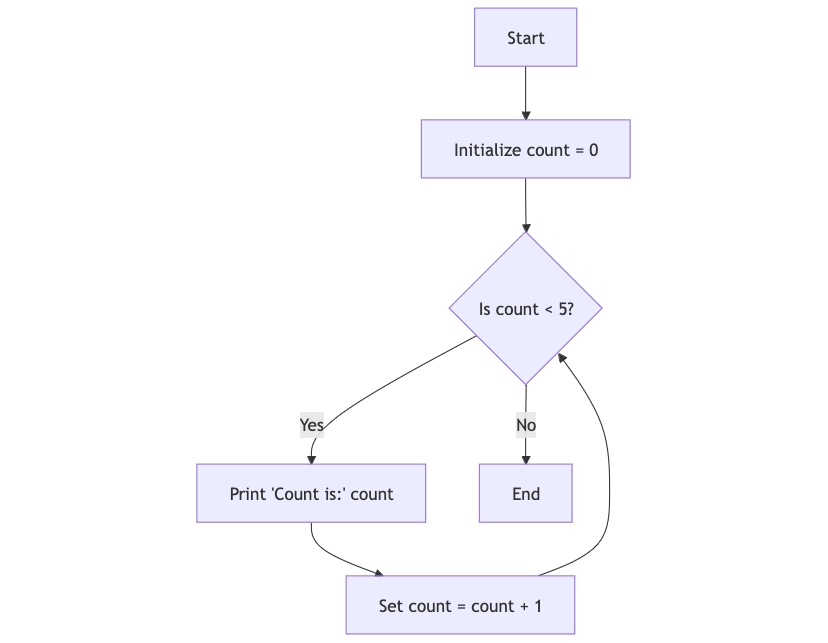 Start
Initialize count = 0
Is count < 5?
Yes
No
Print 'Count is:' count
End
Set count = count + 1